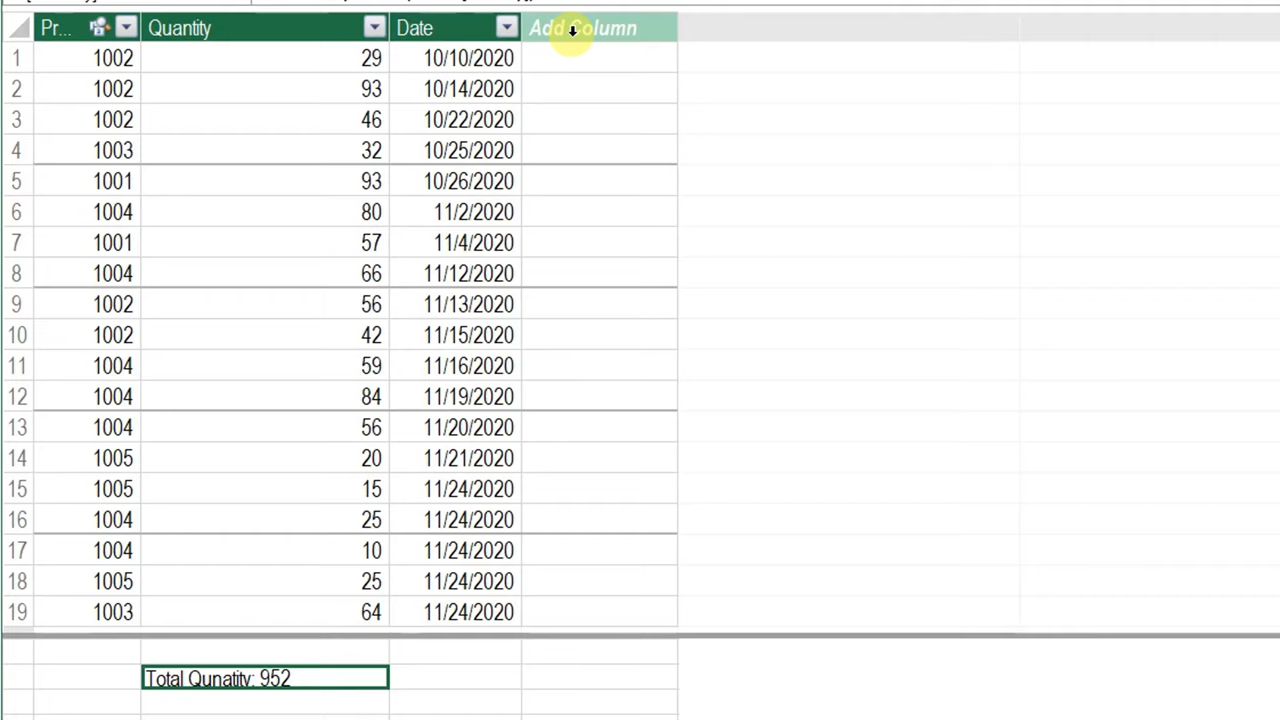 Pr... Quantity Date Add Column
1 1002 29 10/10/2020
2 1002 93 10/14/2020
3 1002 46 10/22/2020
4 1003 32 10/25/2020
5 1001 93 10/26/2020
6 1004 80 11/2/2020
7 1001 57 11/4/2020
8 1004 66 11/12/2020
9 1002 56 11/13/2020
10 1002 42 11/15/2020
11 1004 59 11/16/2020
12 1004 84 11/19/2020
13 1004 56 11/20/2020
14 1005 20 11/21/2020
15 1005 15 11/24/2020
16 1004 25 11/24/2020
17 1004 10 11/24/2020
18 1005 25 11/24/2020
19 1003 64 11/24/2020
Total Qunatity: 952